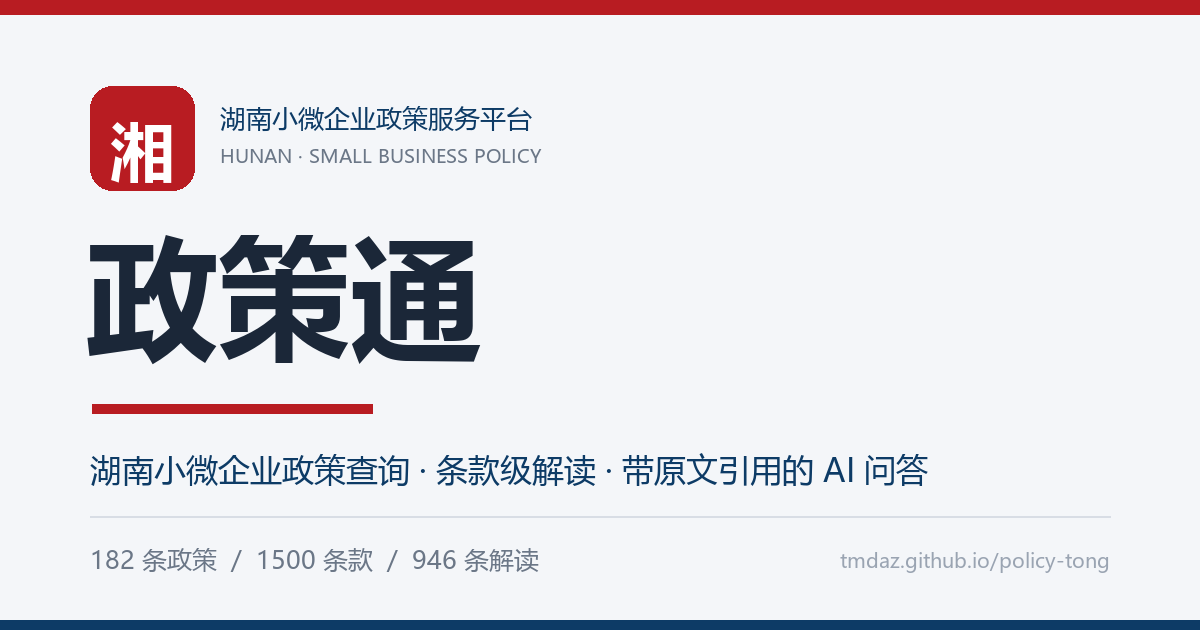 湘
湖南小微企业政策服务平台
HUNAN · SMALL BUSINESS POLICY
政策通
湖南小微企业政策查询 · 条款级解读 · 带原文引用的 AI 问答
182 条政策 / 1500 条款 / 946 条解读
tmdaz.github.io/policy-tong